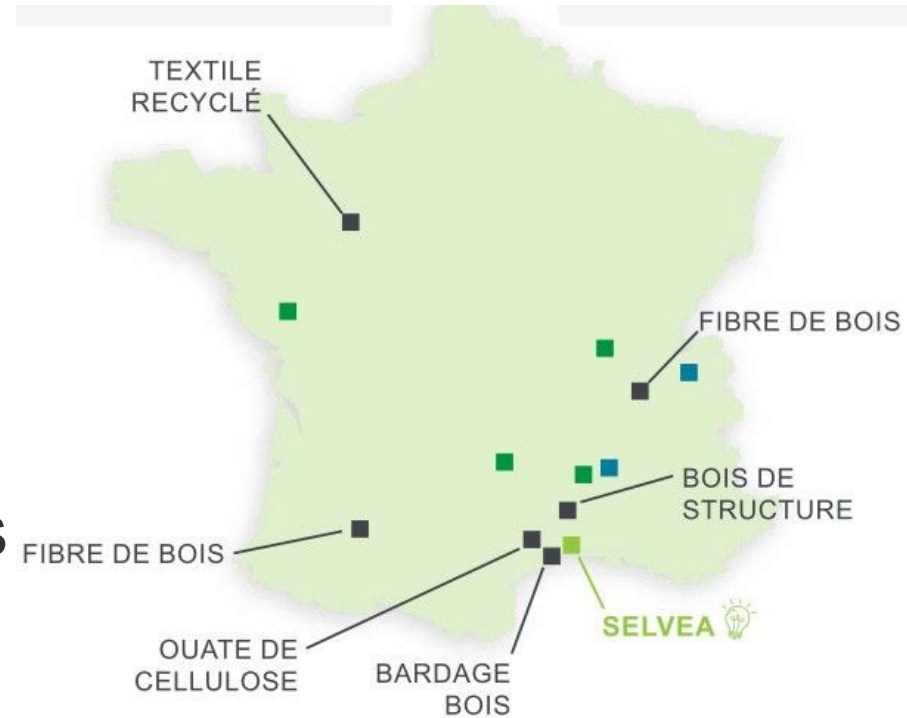 TEXTILE
RECYCLÉ
FIBRE DE BOIS
BOIS DE
STRUCTURE
S
FIBRE DE BOIS
SELVEA
OUATE DE
CELLULOSE
BARDAGE
BOIS